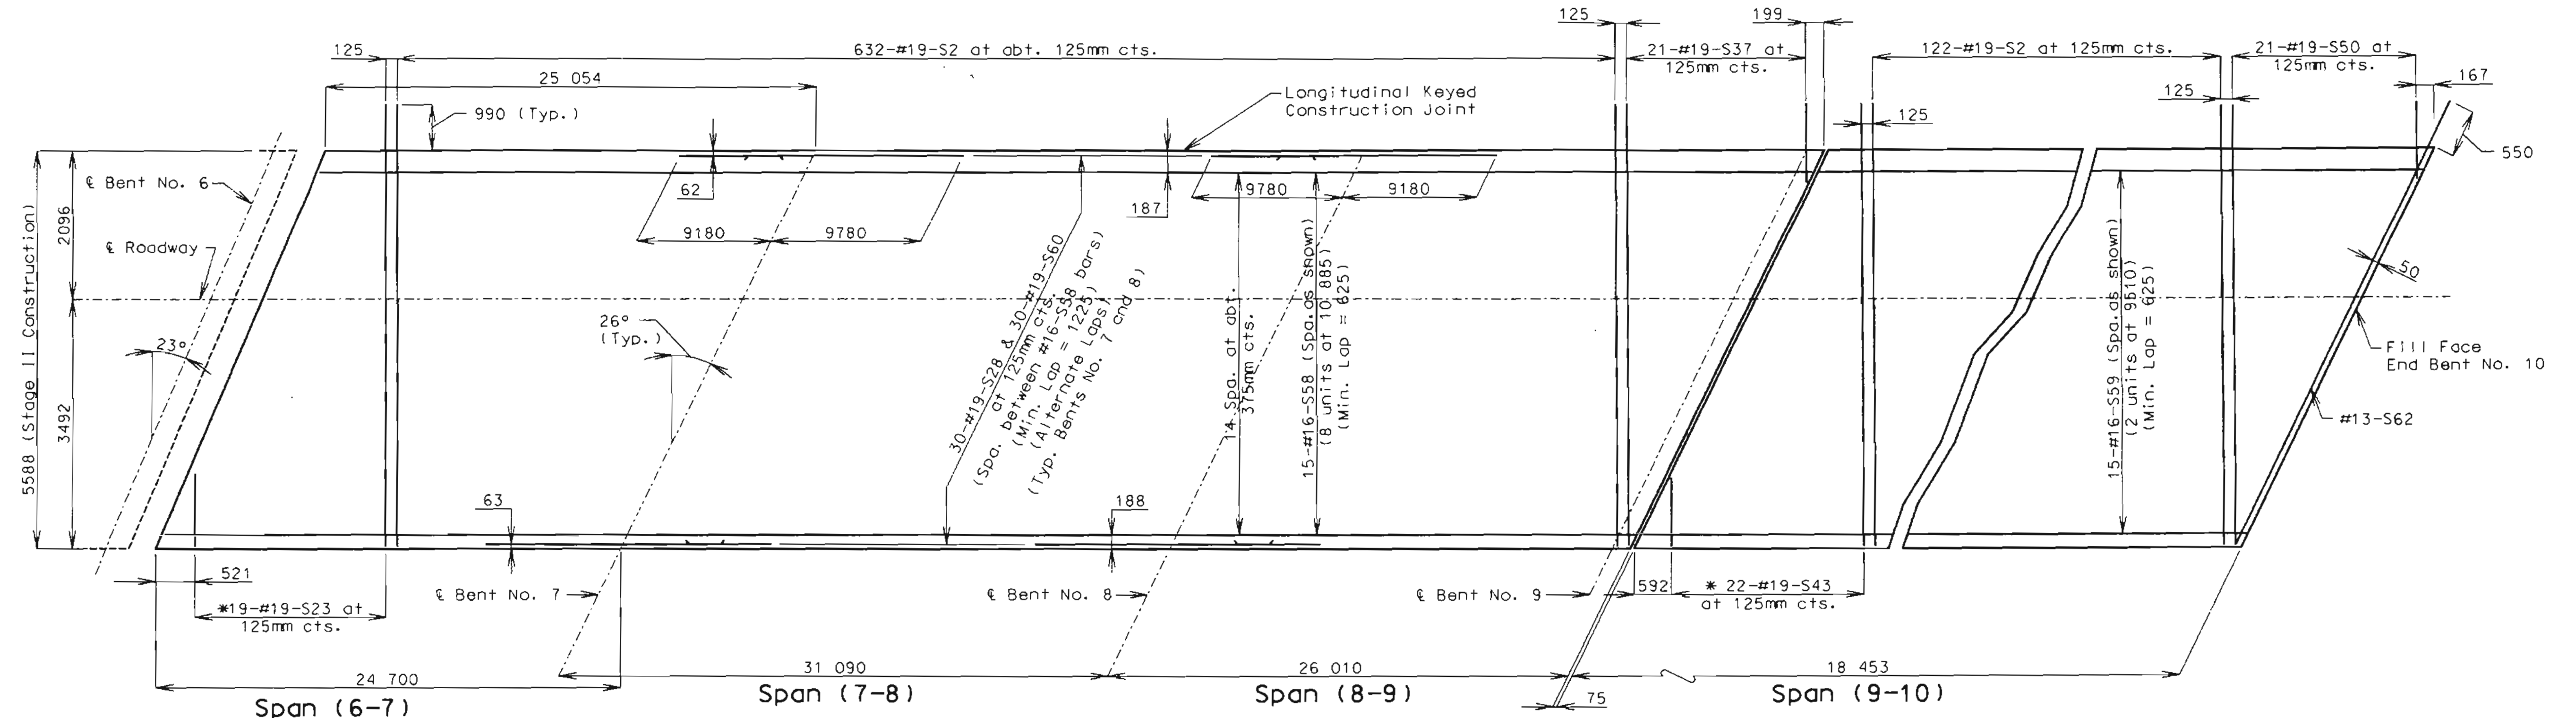 125
199
125
632-#19-S2 at abt. 125mm cts.
21-#19-S37 at
125mm cts.
122-#19-S2 at 125mm cts.
21-#19-S50 at
125mm cts.
25 054
167
125
990 (Typ.)
Longitudinal Keyed
Construction Joint
125
550
℄ Bent No. 6
62
9780
9180
187
2096
5588 (Stage II Construction)
℄ Roadway
9180
9780
30-#19-S28 & 30-#19-S60
at 125mm cts.
(Spa. between #16-S58 bars)
(Min. Lap = 1225)
(Alternate Laps)
(Typ. Bents No. 7 and 8)
14 Spa. at abt.
375mm cts.
15-#16-S58 (Spa. as shown)
(8 units at 10 885)
(Min. Lap = 625)
15-#16-S59 (Spa. as shown)
(2 units at 9510)
(Min. Lap = 625)
50
23°
26°
(Typ.)
Fill Face
End Bent No. 10
3492
#13-S62
63
188
521
℄ Bent No. 7
℄ Bent No. 8
℄ Bent No. 9
592
* 22-#19-S43
at 125mm cts.
*19-#19-S23 at
125mm cts.
24 700
31 090
26 010
18 453
75
Span (6-7)
Span (7-8)
Span (8-9)
Span (9-10)